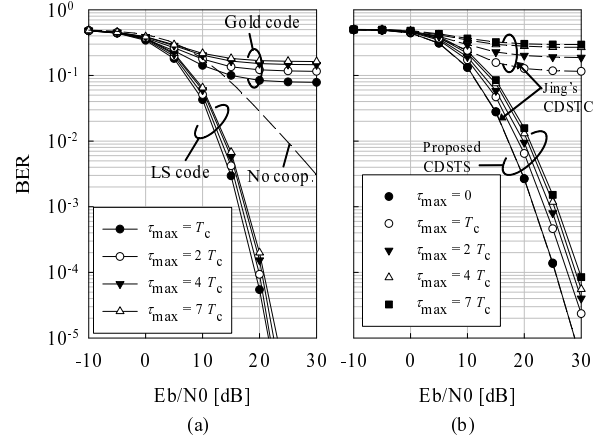 BER
10^0
10^-1
10^-2
10^-3
10^-4
10^-5
Gold code
LS code
No coop.
τmax = Tc
τmax = 2 Tc
τmax = 4 Tc
τmax = 7 Tc
-10 0 10 20 30
Eb/N0 [dB]
(a)
Jing's
CDSTC
Proposed
CDSTS
τmax = 0
τmax = Tc
τmax = 2 Tc
τmax = 4 Tc
τmax = 7 Tc
-10 0 10 20 30
Eb/N0 [dB]
(b)